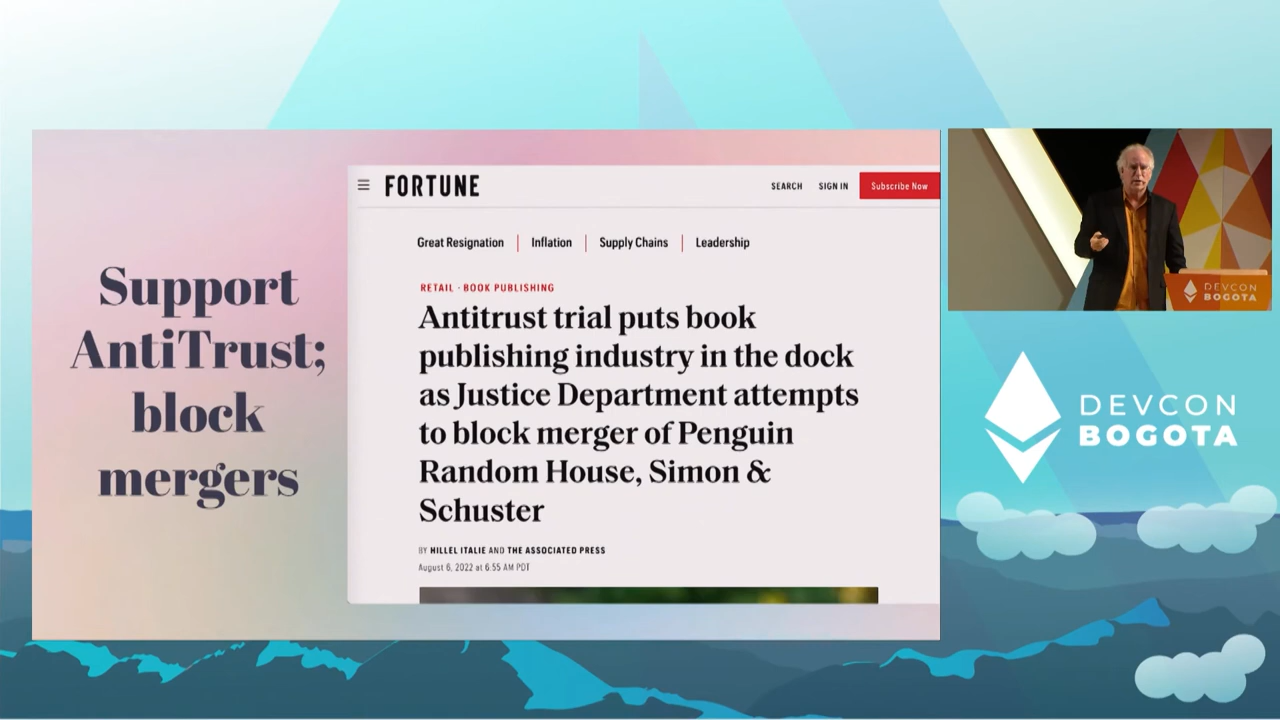 Support
AntiTrust;
block
mergers
FORTUNE
SEARCH SIGN IN Subscribe Now
Great Resignation Inflation Supply Chains Leadership
RETAIL · BOOK PUBLISHING
Antitrust trial puts book
publishing industry in the dock
as Justice Department attempts
to block merger of Penguin
Random House, Simon &
Schuster
BY HILLEL ITALIE AND THE ASSOCIATED PRESS
August 6, 2022 at 6:55 AM PDT
DEVCON
BOGOTA
DEVCON
BOGOTA